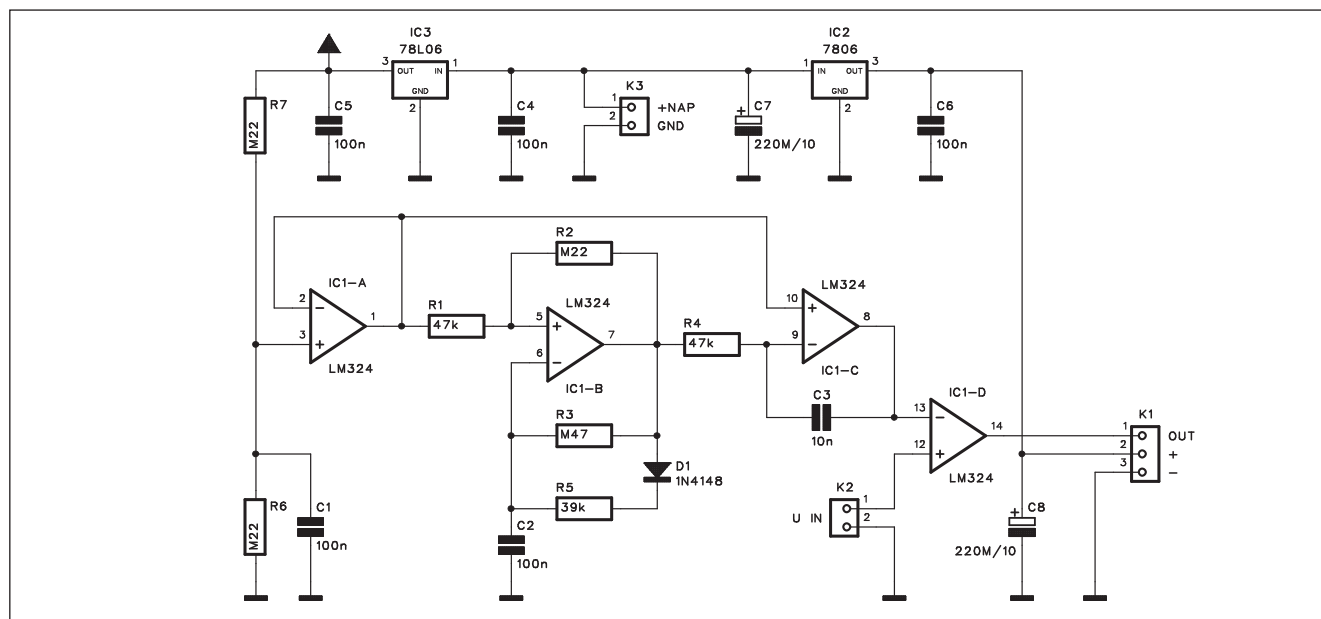 IC3
78L06
3
OUT
IN
1
GND
2
IC2
7806
1
IN
OUT
3
GND
2
R7
M22
C5
100n
C4
100n
K3
1
+NAP
2
GND
C7
+
220M/10
C6
100n
R2
M22
IC1-A
2
-
3
+
1
LM324
R1
47k
LM324
5
+
6
-
7
IC1-B
R4
47k
LM324
10
+
9
-
8
IC1-C
C3
10n
IC1-D
13
-
12
+
14
LM324
K1
1
OUT
2
+
3
-
R3
M47
D1
1N4148
R5
39k
K2
U IN
1
2
R6
M22
C1
100n
C2
100n
C8
+
220M/10